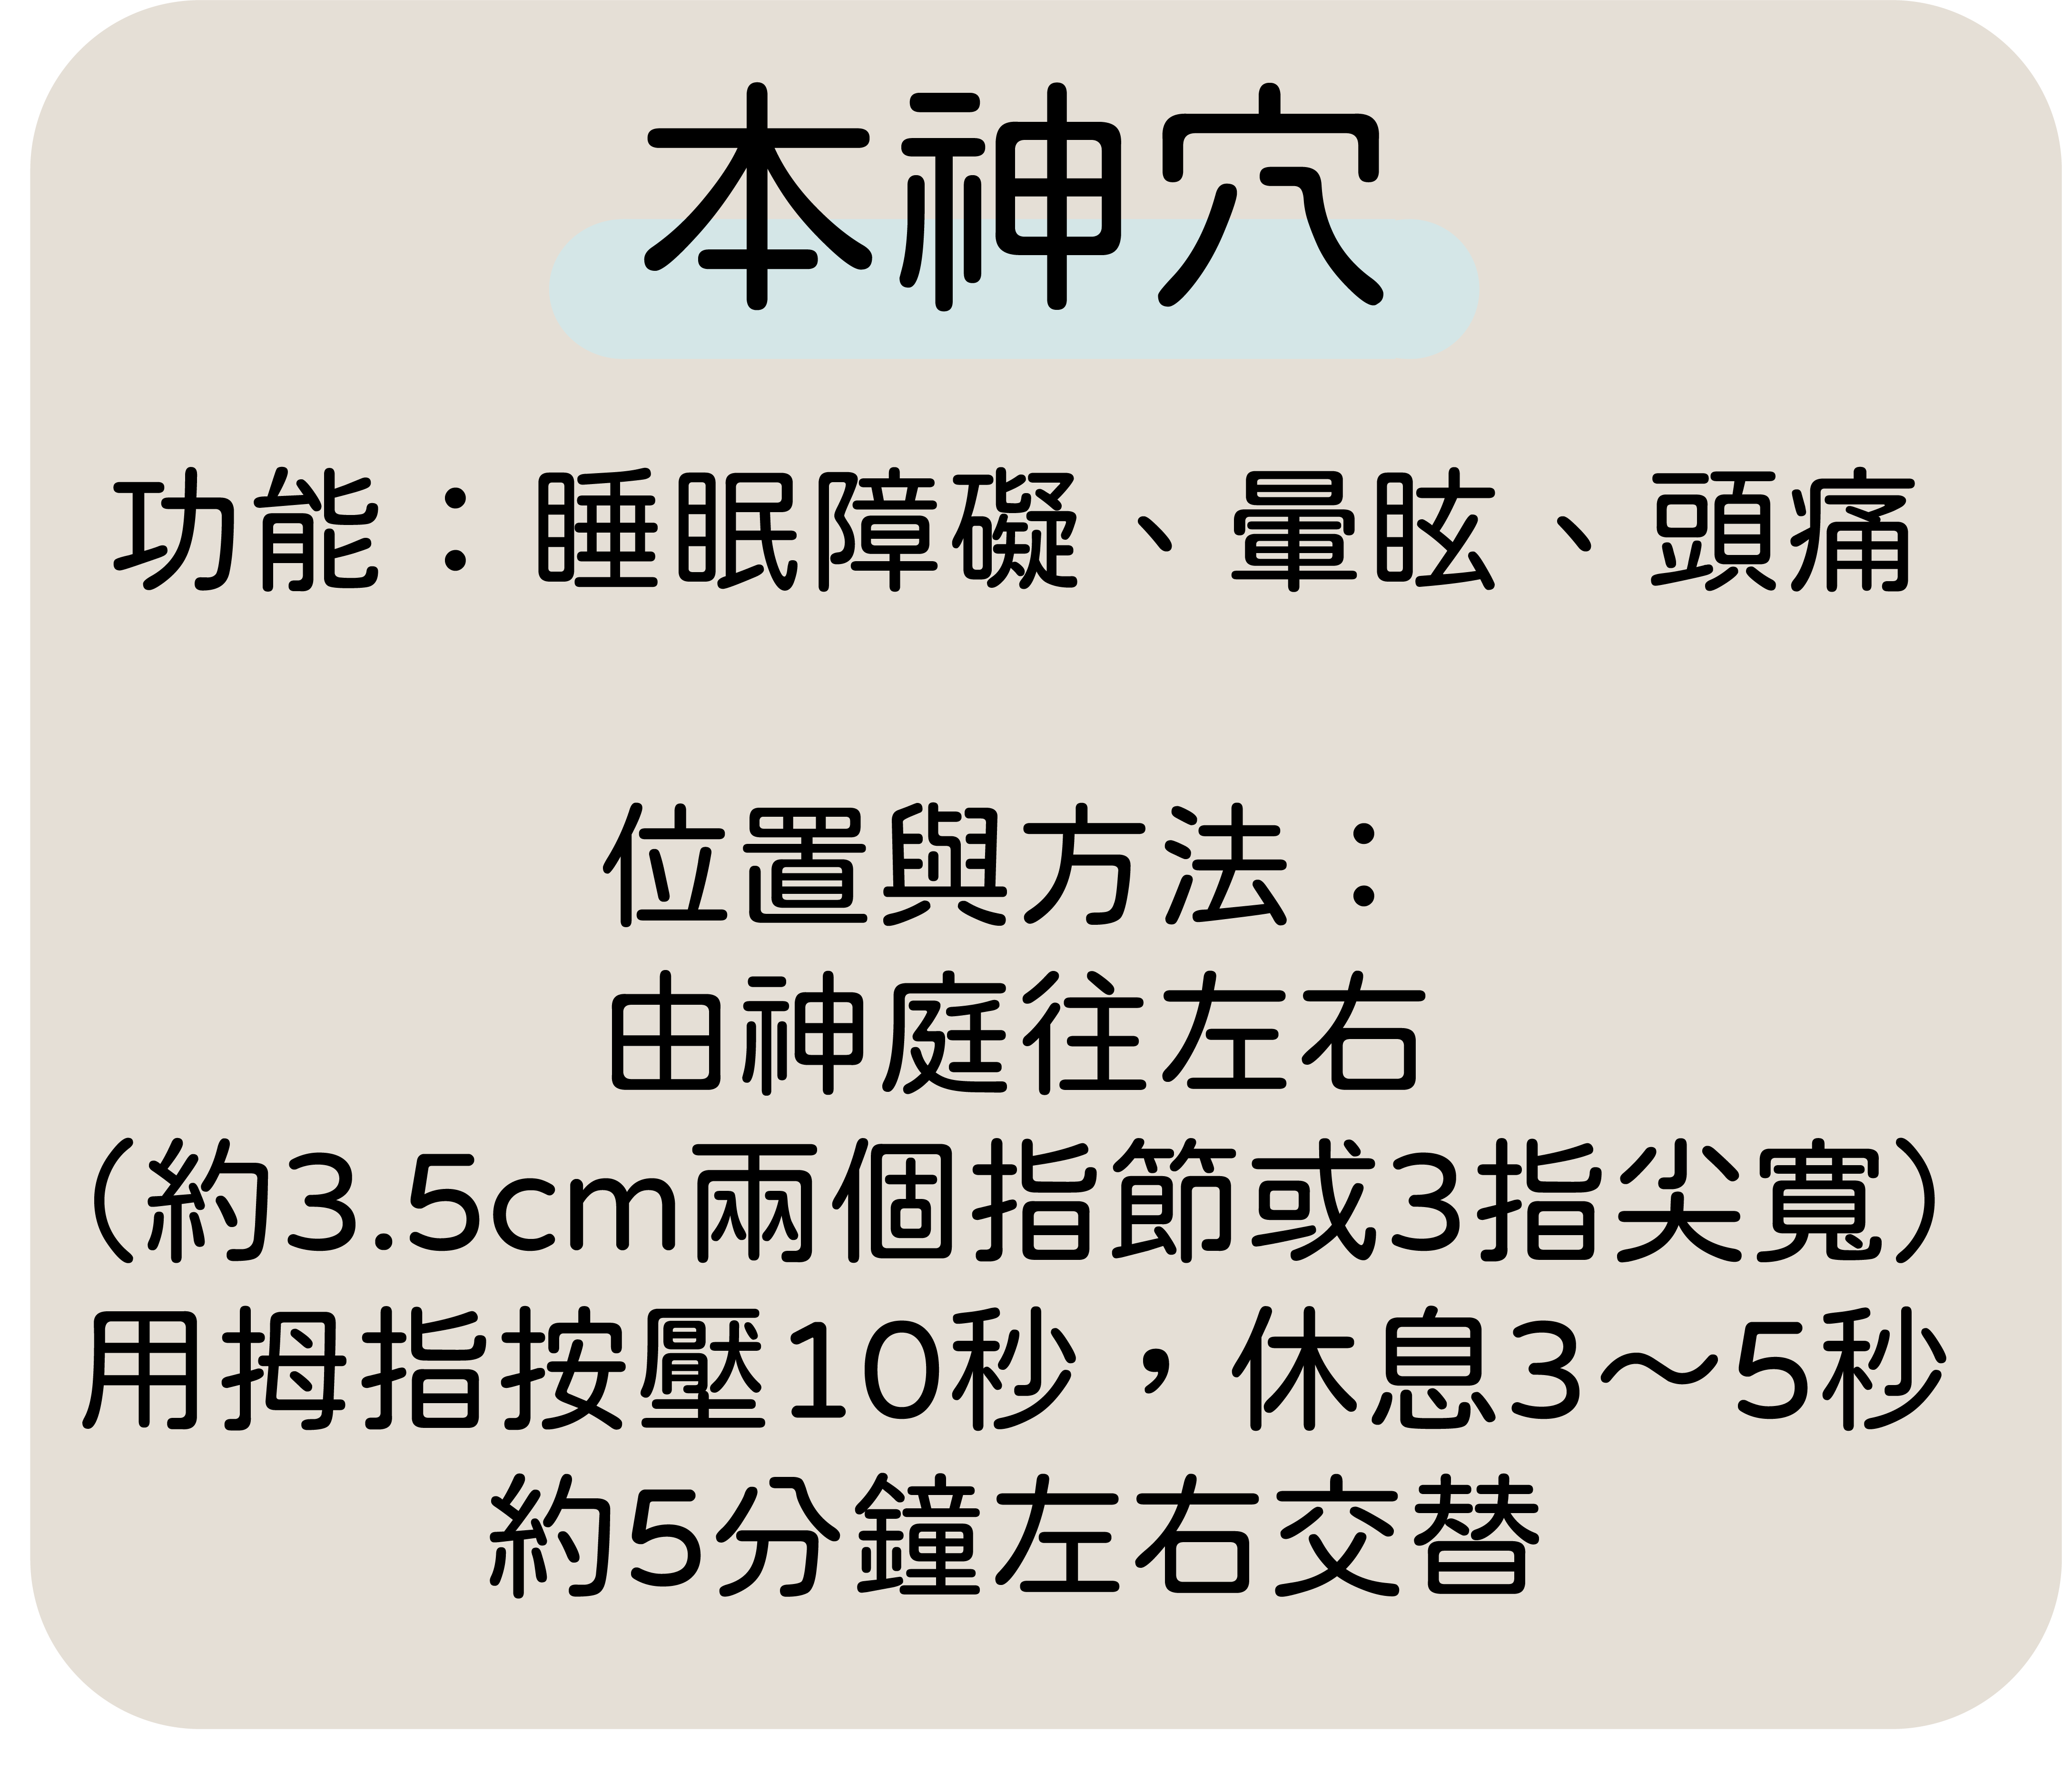 本神穴
功能：睡眠障礙、暈眩、頭痛
位置與方法：
由神庭往左右
(約3.5cm兩個指節或3指尖寬)
用拇指按壓10秒，休息3~5秒
約5分鐘左右交替